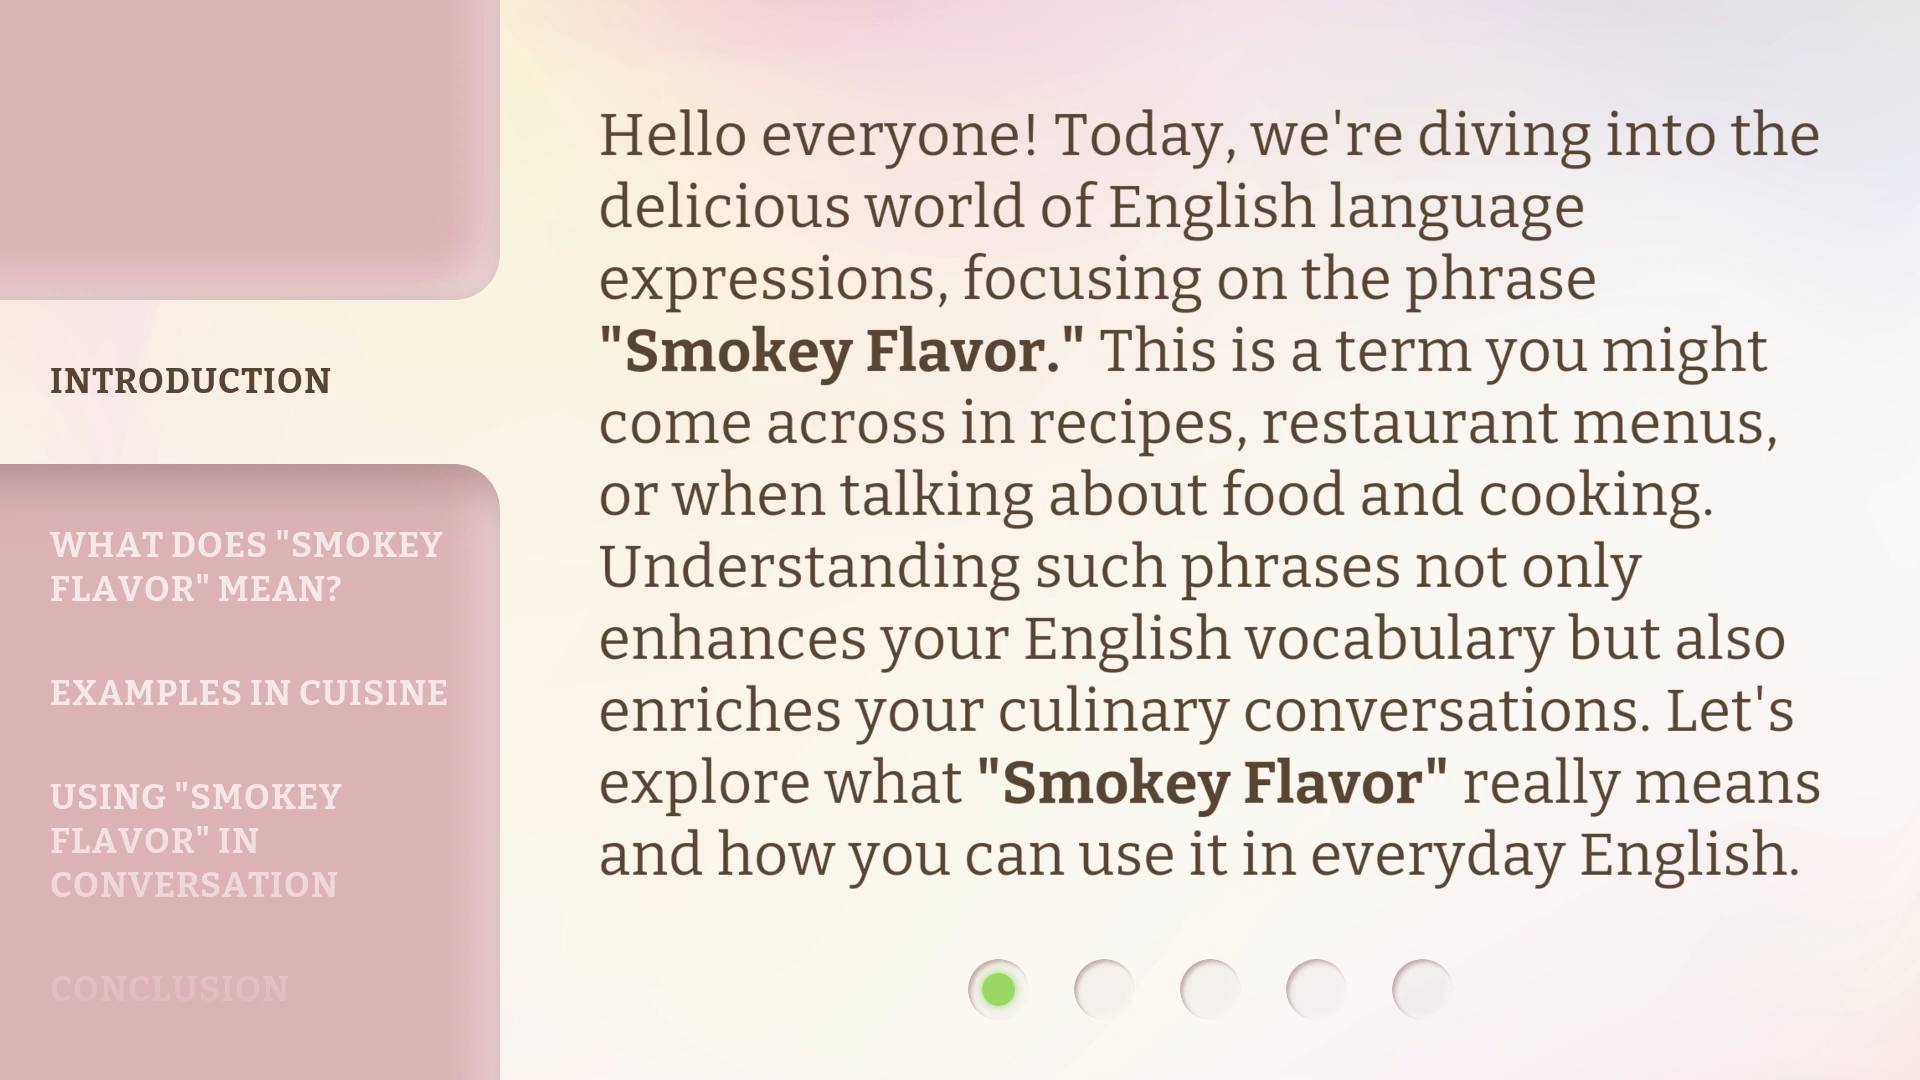 INTRODUCTION
WHAT DOES "SMOKEY
FLAVOR" MEAN?
EXAMPLES IN CUISINE
USING "SMOKEY
FLAVOR" IN
CONVERSATION
CONCLUSION
Hello everyone! Today, we're diving into the
delicious world of English language
expressions, focusing on the phrase
"Smokey Flavor." This is a term you might
come across in recipes, restaurant menus,
or when talking about food and cooking.
Understanding such phrases not only
enhances your English vocabulary but also
enriches your culinary conversations. Let's
explore what "Smokey Flavor" really means
and how you can use it in everyday English.